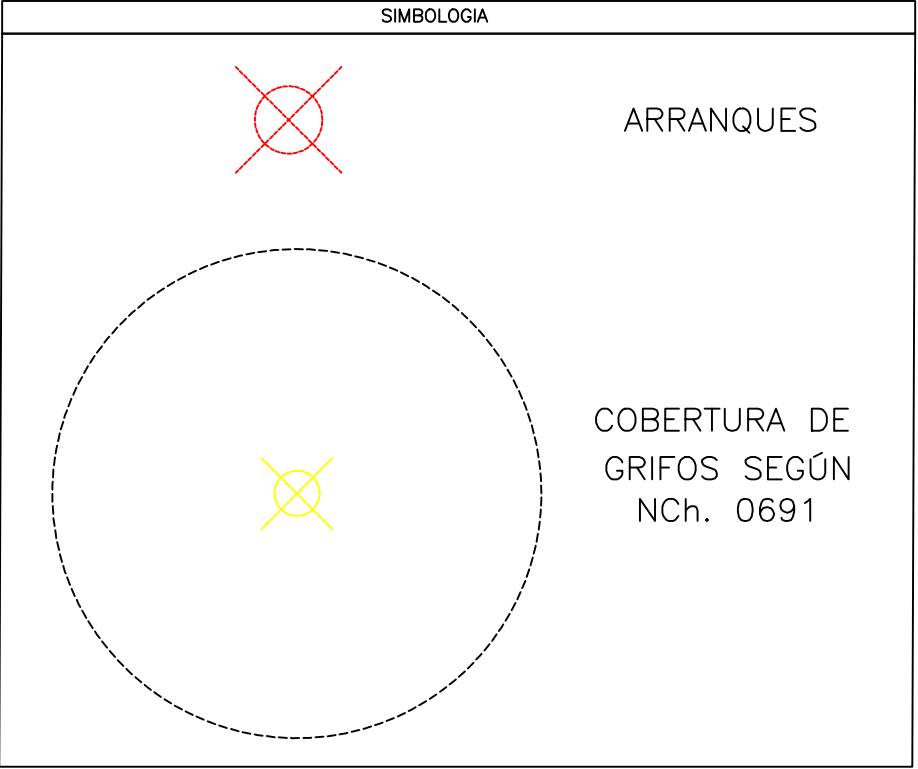 SIMBOLOGIA
ARRANQUES
COBERTURA DE
GRIFOS SEGÚN
NCh. 0691